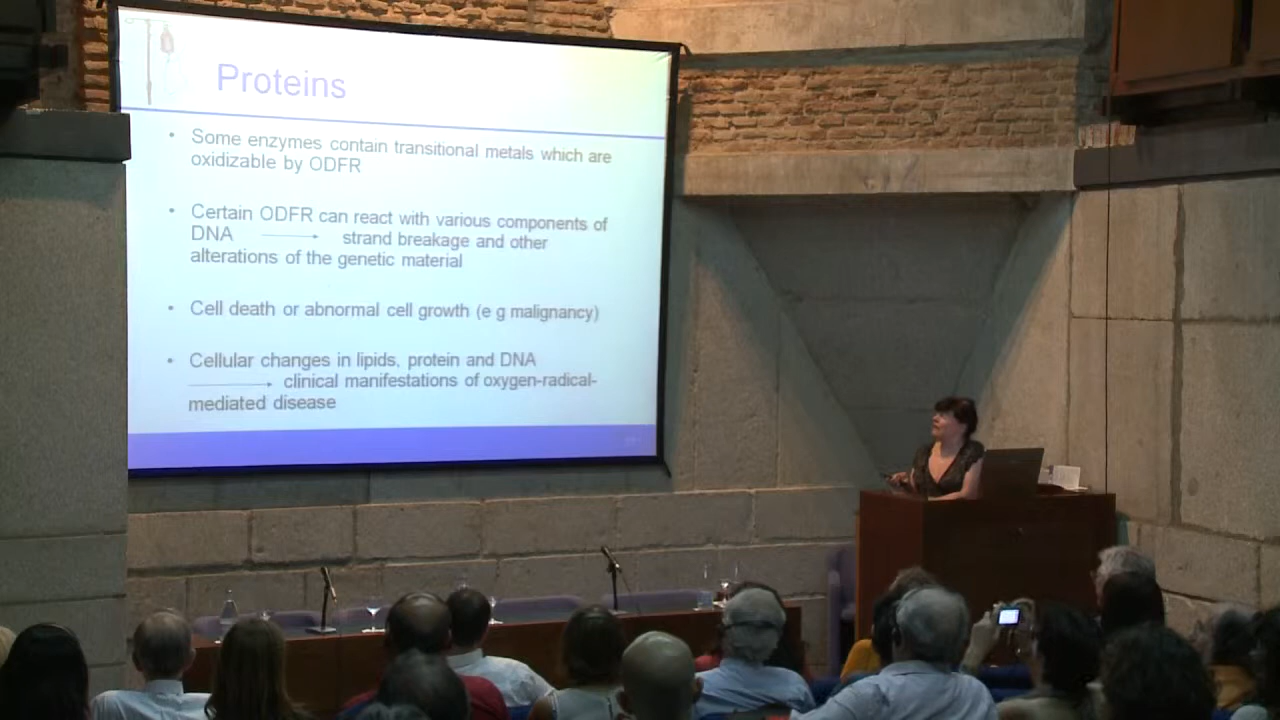 Proteins
• Some enzymes contain transitional metals which are
oxidizable by ODFR
• Certain ODFR can react with various components of
DNA → strand breakage and other
alterations of the genetic material
• Cell death or abnormal cell growth (e g malignancy)
• Cellular changes in lipids, protein and DNA
→ clinical manifestations of oxygen-radical-
mediated disease